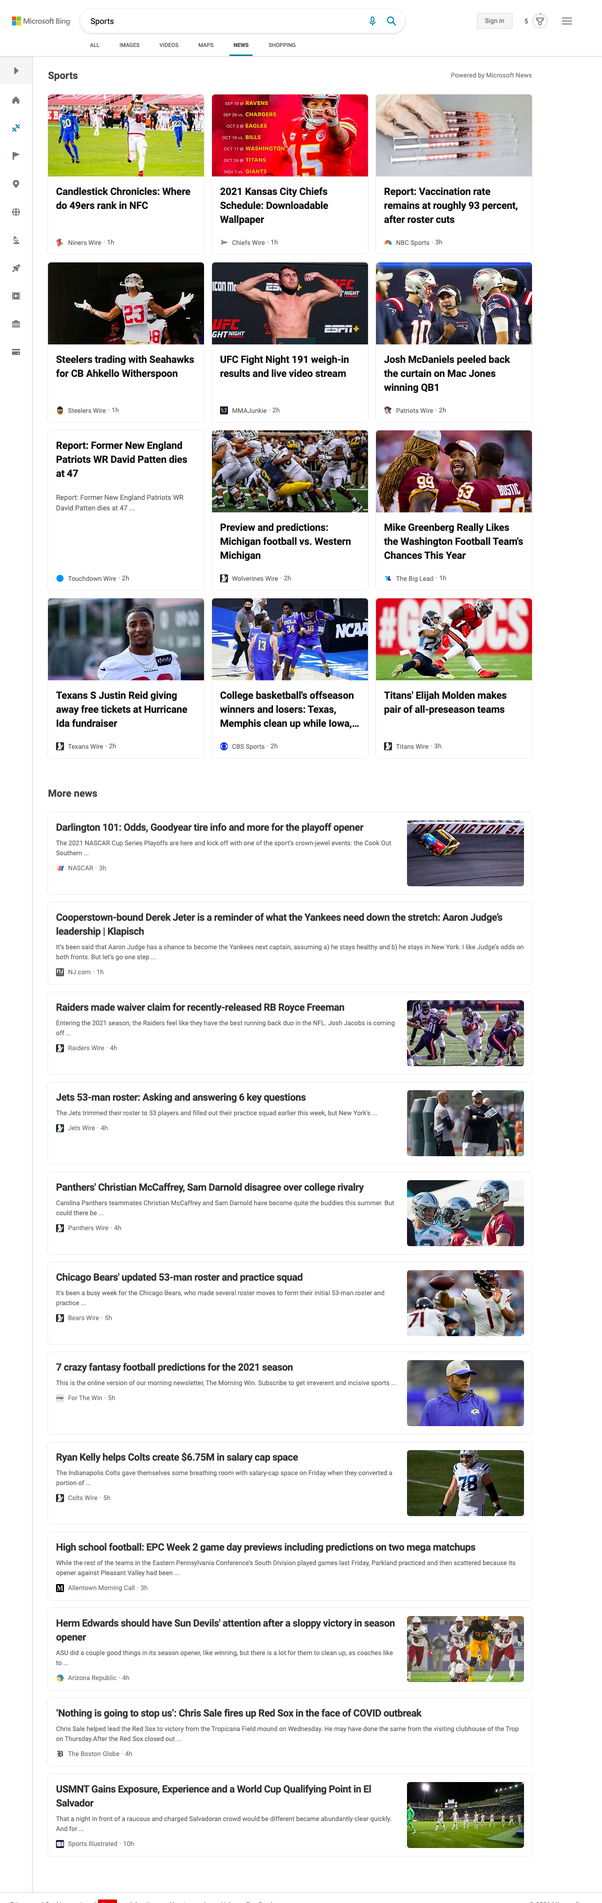 Microsoft Bing
Sports
Sign in
5
ALL IMAGES VIDEOS MAPS NEWS SHOPPING
Sports
Powered by Microsoft News
SEP 19 @ RAVENS
SEP 26 vs. CHARGERS
OCT 3 @ EAGLES
OCT 10 vs. BILLS
OCT 17 @ WASHINGTON
OCT 24 @ TITANS
NOV 1 vs. GIANTS
15
Candlestick Chronicles: Where
do 49ers rank in NFC
Niners Wire · 1h
2021 Kansas City Chiefs
Schedule: Downloadable
Wallpaper
Chiefs Wire · 1h
Report: Vaccination rate
remains at roughly 93 percent,
after roster cuts
NBC Sports · 3h
23
UFC
FIGHT NIGHT
ESPN+
10
Steelers trading with Seahawks
for CB Ahkello Witherspoon
Steelers Wire · 1h
UFC Fight Night 191 weigh-in
results and live video stream
MMAJunkie · 2h
Josh McDaniels peeled back
the curtain on Mac Jones
winning QB1
Patriots Wire · 2h
Report: Former New England
Patriots WR David Patten dies
at 47
Report: Former New England Patriots WR
David Patten dies at 47 ...
Touchdown Wire · 2h
Preview and predictions:
Michigan football vs. Western
Michigan
Wolverines Wire · 2h
99
63
BOSTIC
Mike Greenberg Really Likes
the Washington Football Team's
Chances This Year
The Big Lead · 1h
13
34
NCAA
Texans S Justin Reid giving
away free tickets at Hurricane
Ida fundraiser
Texans Wire · 2h
College basketball's offseason
winners and losers: Texas,
Memphis clean up while Iowa,...
CBS Sports · 2h
Titans' Elijah Molden makes
pair of all-preseason teams
Titans Wire · 3h
More news
Darlington 101: Odds, Goodyear tire info and more for the playoff opener
The 2021 NASCAR Cup Series Playoffs are here and kick off with one of the sport's crown-jewel events: the Cook Out
Southern ...
NASCAR · 3h
Cooperstown-bound Derek Jeter is a reminder of what the Yankees need down the stretch: Aaron Judge's
leadership | Klapisch
It's been said that Aaron Judge has a chance to become the Yankees next captain, assuming a) he stays healthy and b) he stays in New York. I like Judge's odds on
both fronts. But let's go one step ...
NJ.com · 1h
Raiders made waiver claim for recently-released RB Royce Freeman
Entering the 2021 season, the Raiders feel like they have the best running back duo in the NFL. Josh Jacobs is coming
off ...
Raiders Wire · 4h
Jets 53-man roster: Asking and answering 6 key questions
The Jets trimmed their roster to 53 players and filled out their practice squad earlier this week, but New York's ...
Jets Wire · 4h
Panthers' Christian McCaffrey, Sam Darnold disagree over college rivalry
Carolina Panthers teammates Christian McCaffrey and Sam Darnold have become quite the buddies this summer. But
could there be ...
Panthers Wire · 4h
Chicago Bears' updated 53-man roster and practice squad
It's been a busy week for the Chicago Bears, who made several roster moves to form their initial 53-man roster and
practice ...
Bears Wire · 5h
71
1
7 crazy fantasy football predictions for the 2021 season
This is the online version of our morning newsletter, The Morning Win. Subscribe to get irreverent and incisive sports ...
For The Win · 5h
Ryan Kelly helps Colts create $6.75M in salary cap space
The Indianapolis Colts gave themselves some breathing room with salary-cap space on Friday when they converted a
portion of ...
Colts Wire · 5h
78
High school football: EPC Week 2 game day previews including predictions on two mega matchups
While the rest of the teams in the Eastern Pennsylvania Conference's South Division played games last Friday, Parkland practiced and then scattered because its
opener against Pleasant Valley had been ...
Allentown Morning Call · 3h
Herm Edwards should have Sun Devils' attention after a sloppy victory in season
opener
ASU did a couple good things in its season opener, like winning, but there is a lot for them to clean up, as coaches like
to ...
Arizona Republic · 4h
'Nothing is going to stop us': Chris Sale fires up Red Sox in the face of COVID outbreak
Chris Sale helped lead the Red Sox to victory from the Tropicana Field mound on Wednesday. He may have done the same from the visiting clubhouse of the Trop
on Thursday.After the Red Sox closed out ...
The Boston Globe · 4h
USMNT Gains Exposure, Experience and a World Cup Qualifying Point in El
Salvador
That a night in front of a raucous and charged Salvadoran crowd would be different became abundantly clear quickly.
And for ...
Sports Illustrated · 10h